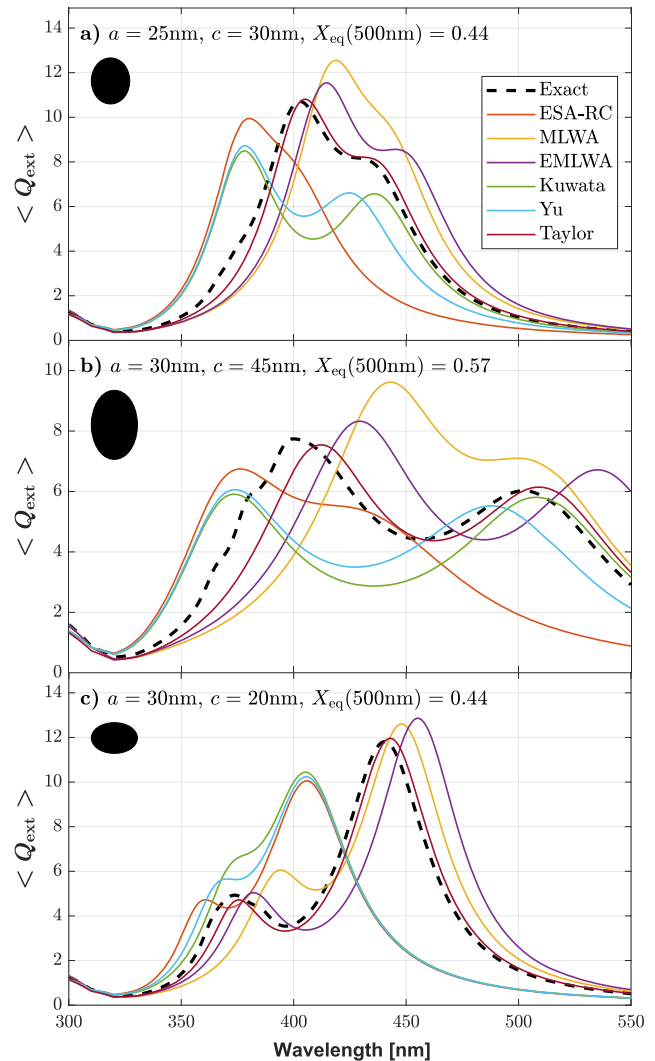 a) a = 25nm, c = 30nm, X_eq(500nm) = 0.44
14
12
10
8
6
4
2
0
< Q_ext >
Exact
ESA-RC
MLWA
EMLWA
Kuwata
Yu
Taylor
b) a = 30nm, c = 45nm, X_eq(500nm) = 0.57
10
8
6
4
2
0
< Q_ext >
c) a = 30nm, c = 20nm, X_eq(500nm) = 0.44
14
12
10
8
6
4
2
0
< Q_ext >
300 350 400 450 500 550
Wavelength [nm]